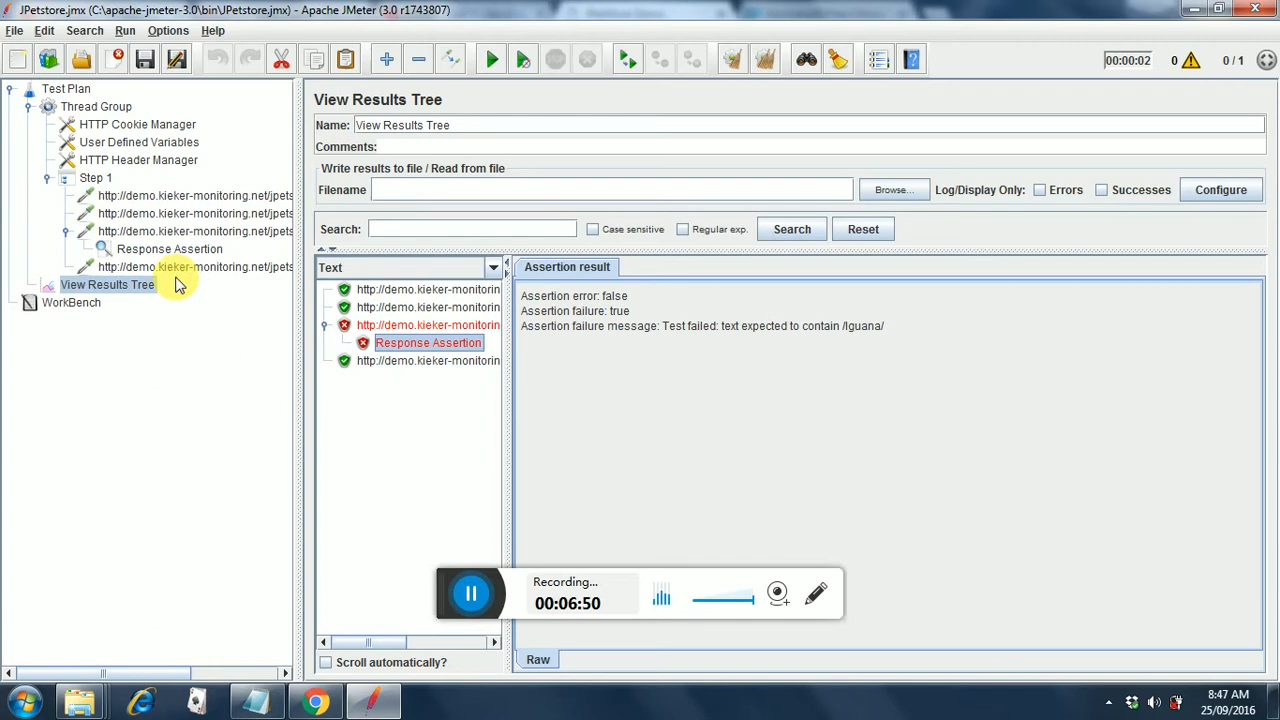 JPetstore.jmx (C:\apache-jmeter-3.0\bin\JPetstore.jmx) - Apache JMeter (3.0 r1743807)
File Edit Search Run Options Help
00:00:02 0 0 / 1
Test Plan
Thread Group
HTTP Cookie Manager
User Defined Variables
HTTP Header Manager
Step 1
http://demo.kieker-monitoring.net/jpets
http://demo.kieker-monitoring.net/jpets
http://demo.kieker-monitoring.net/jpets
Response Assertion
http://demo.kieker-monitoring.net/jpets
View Results Tree
WorkBench
View Results Tree
Name: View Results Tree
Comments:
Write results to file / Read from file
Filename Browse... Log/Display Only: Errors Successes Configure
Search: Case sensitive Regular exp. Search Reset
Text
http://demo.kieker-monitorin
http://demo.kieker-monitorin
http://demo.kieker-monitorin
Response Assertion
http://demo.kieker-monitorin
Scroll automatically?
Assertion result
Assertion error: false
Assertion failure: true
Assertion failure message: Test failed: text expected to contain /Iguana/
Raw
Recording...
00:06:50
8:47 AM
25/09/2016